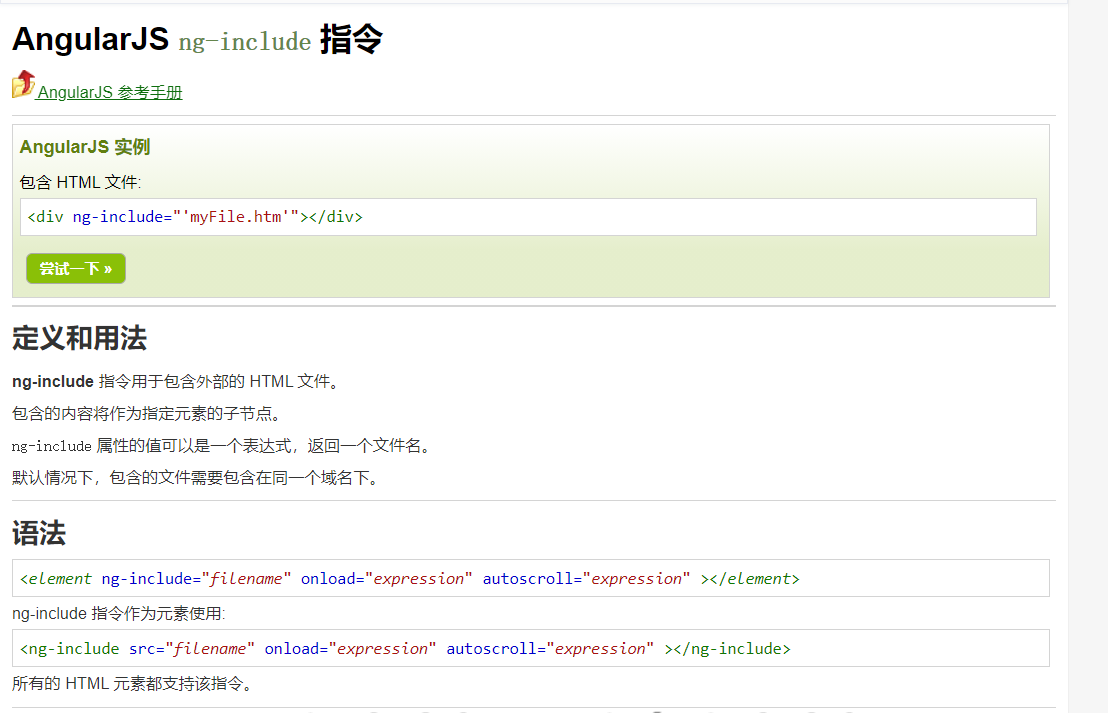 AngularJS ng-include 指令
AngularJS 参考手册
AngularJS 实例
包含 HTML 文件:
<div ng-include="'myFile.htm'"></div>
尝试一下 »
定义和用法
ng-include 指令用于包含外部的 HTML 文件。
包含的内容将作为指定元素的子节点。
ng-include 属性的值可以是一个表达式，返回一个文件名。
默认情况下，包含的文件需要包含在同一个域名下。
语法
<element ng-include="filename" onload="expression" autoscroll="expression" ></element>
ng-include 指令作为元素使用:
<ng-include src="filename" onload="expression" autoscroll="expression" ></ng-include>
所有的 HTML 元素都支持该指令。